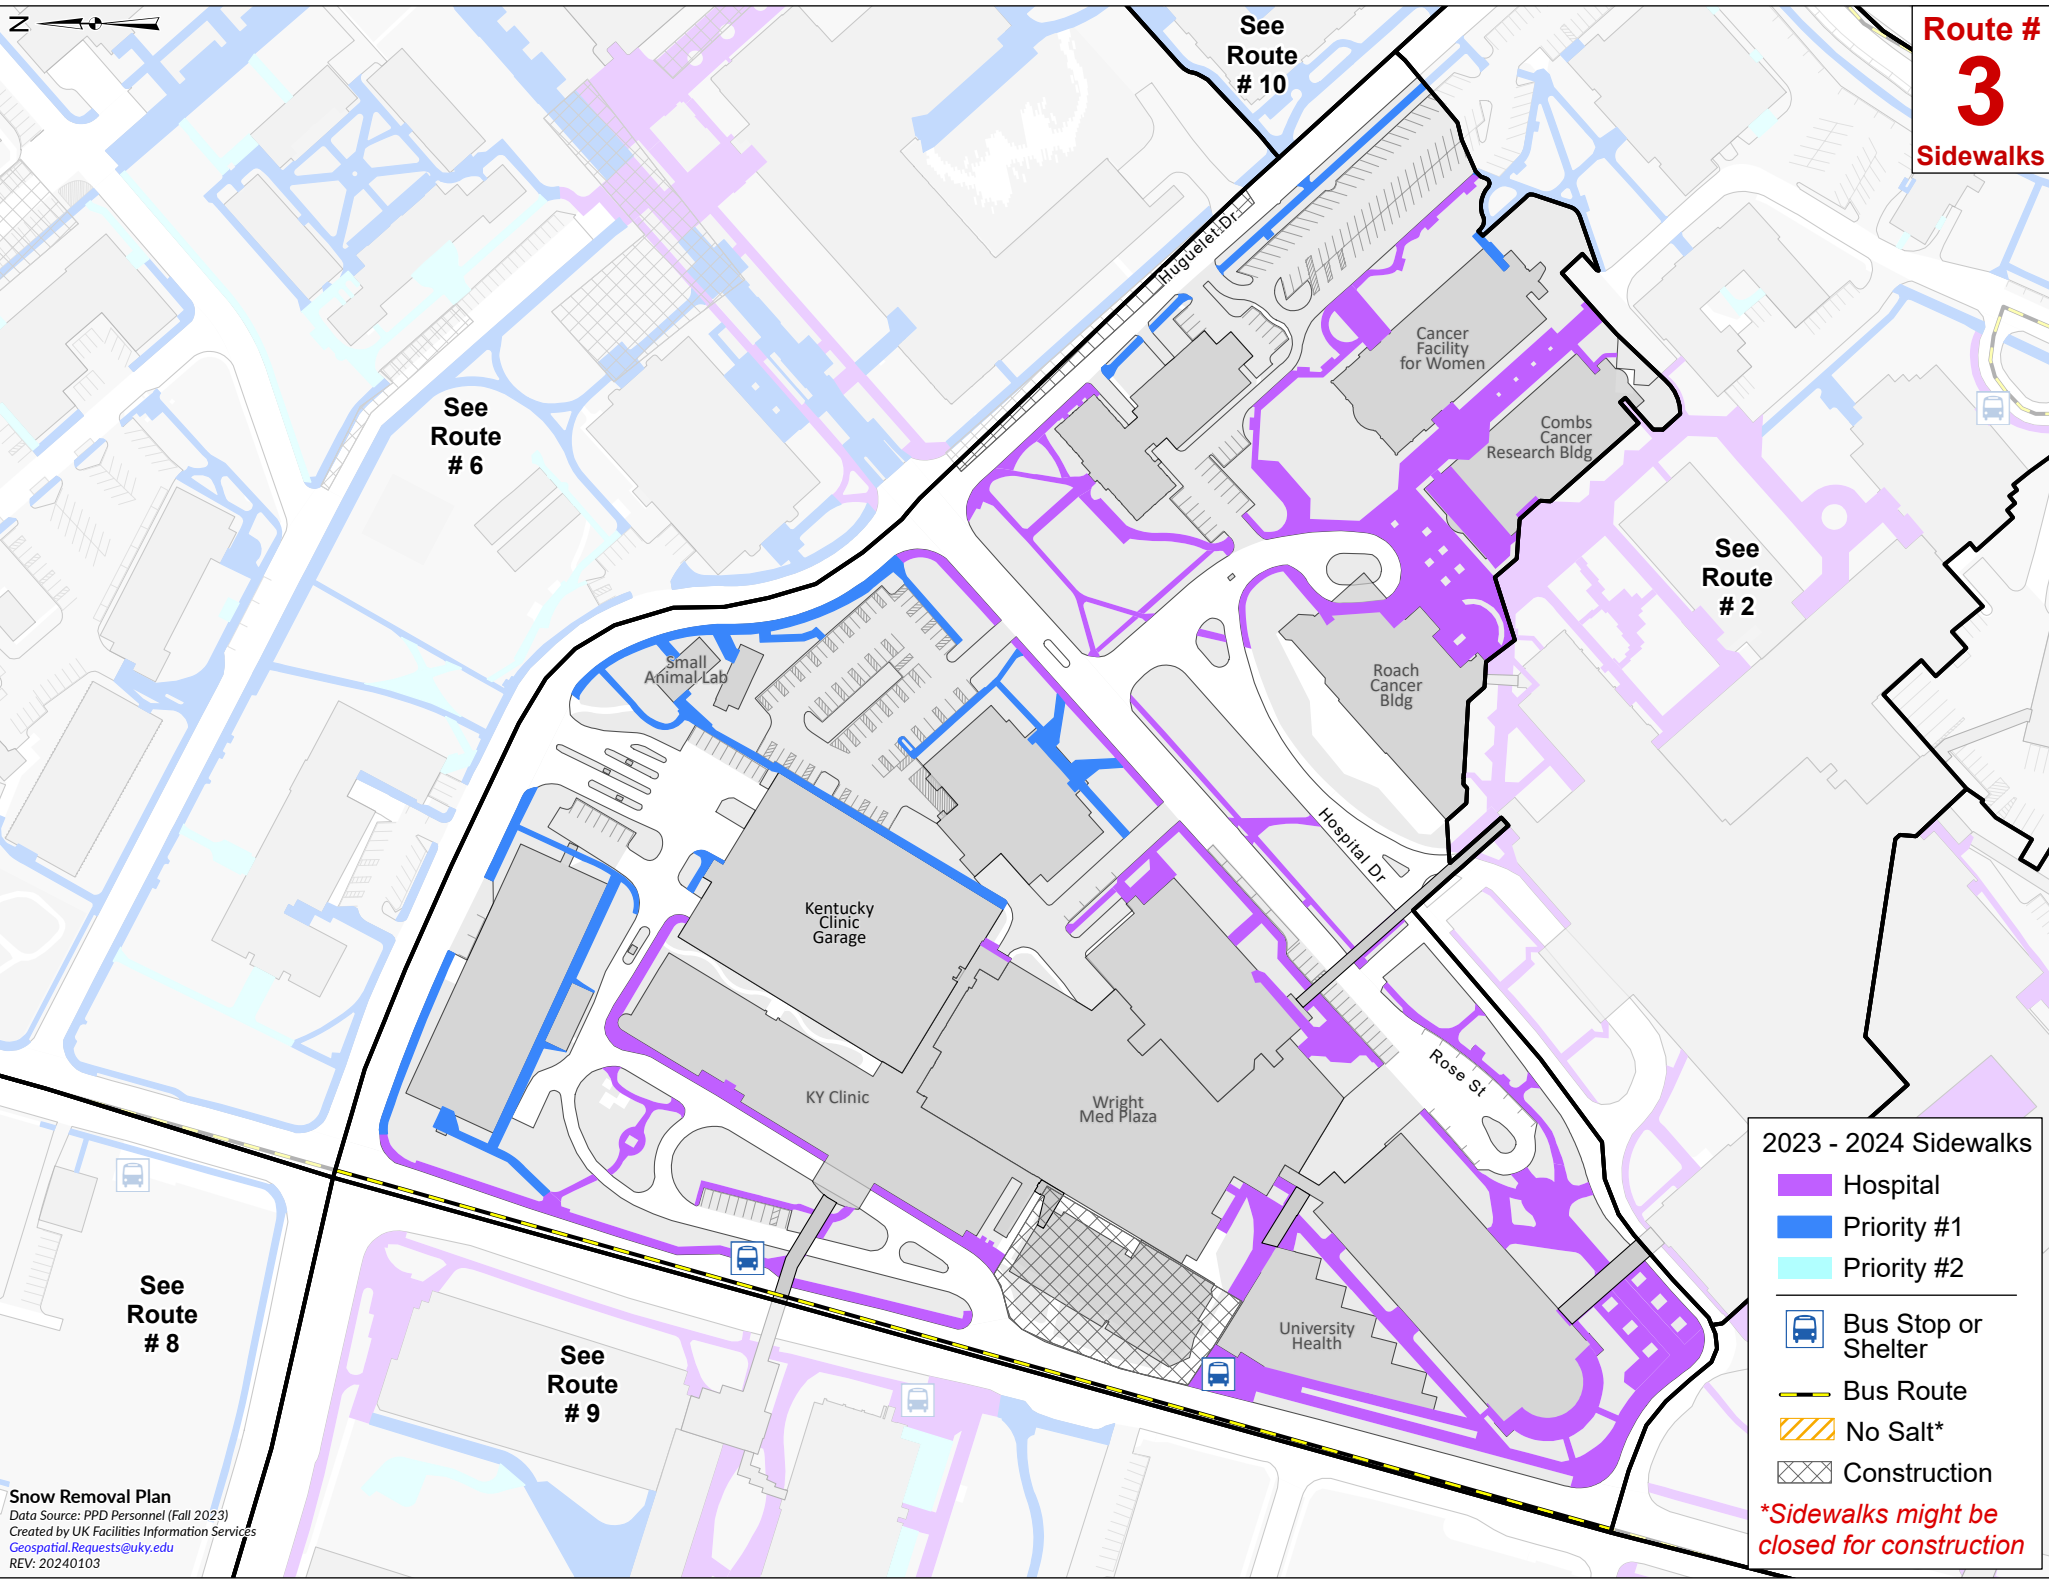 N
See
Route
# 10
Route #
3
Sidewalks
Huguelet Dr
Cancer
Facility
for Women
See
Route
# 6
Combs
Cancer
Research Bldg
See
Route
# 2
Small
Animal Lab
Roach
Cancer
Bldg
Hospital Dr
Kentucky
Clinic
Garage
Rose St
KY Clinic
Wright
Med Plaza
See
Route
# 8
See
Route
# 9
University
Health
2023 - 2024 Sidewalks
Hospital
Priority #1
Priority #2
Bus Stop or
Shelter
Bus Route
No Salt*
Construction
*Sidewalks might be
closed for construction
Snow Removal Plan
Data Source: PPD Personnel (Fall 2023)
Created by UK Facilities Information Services
Geospatial.Requests@uky.edu
REV: 20240103